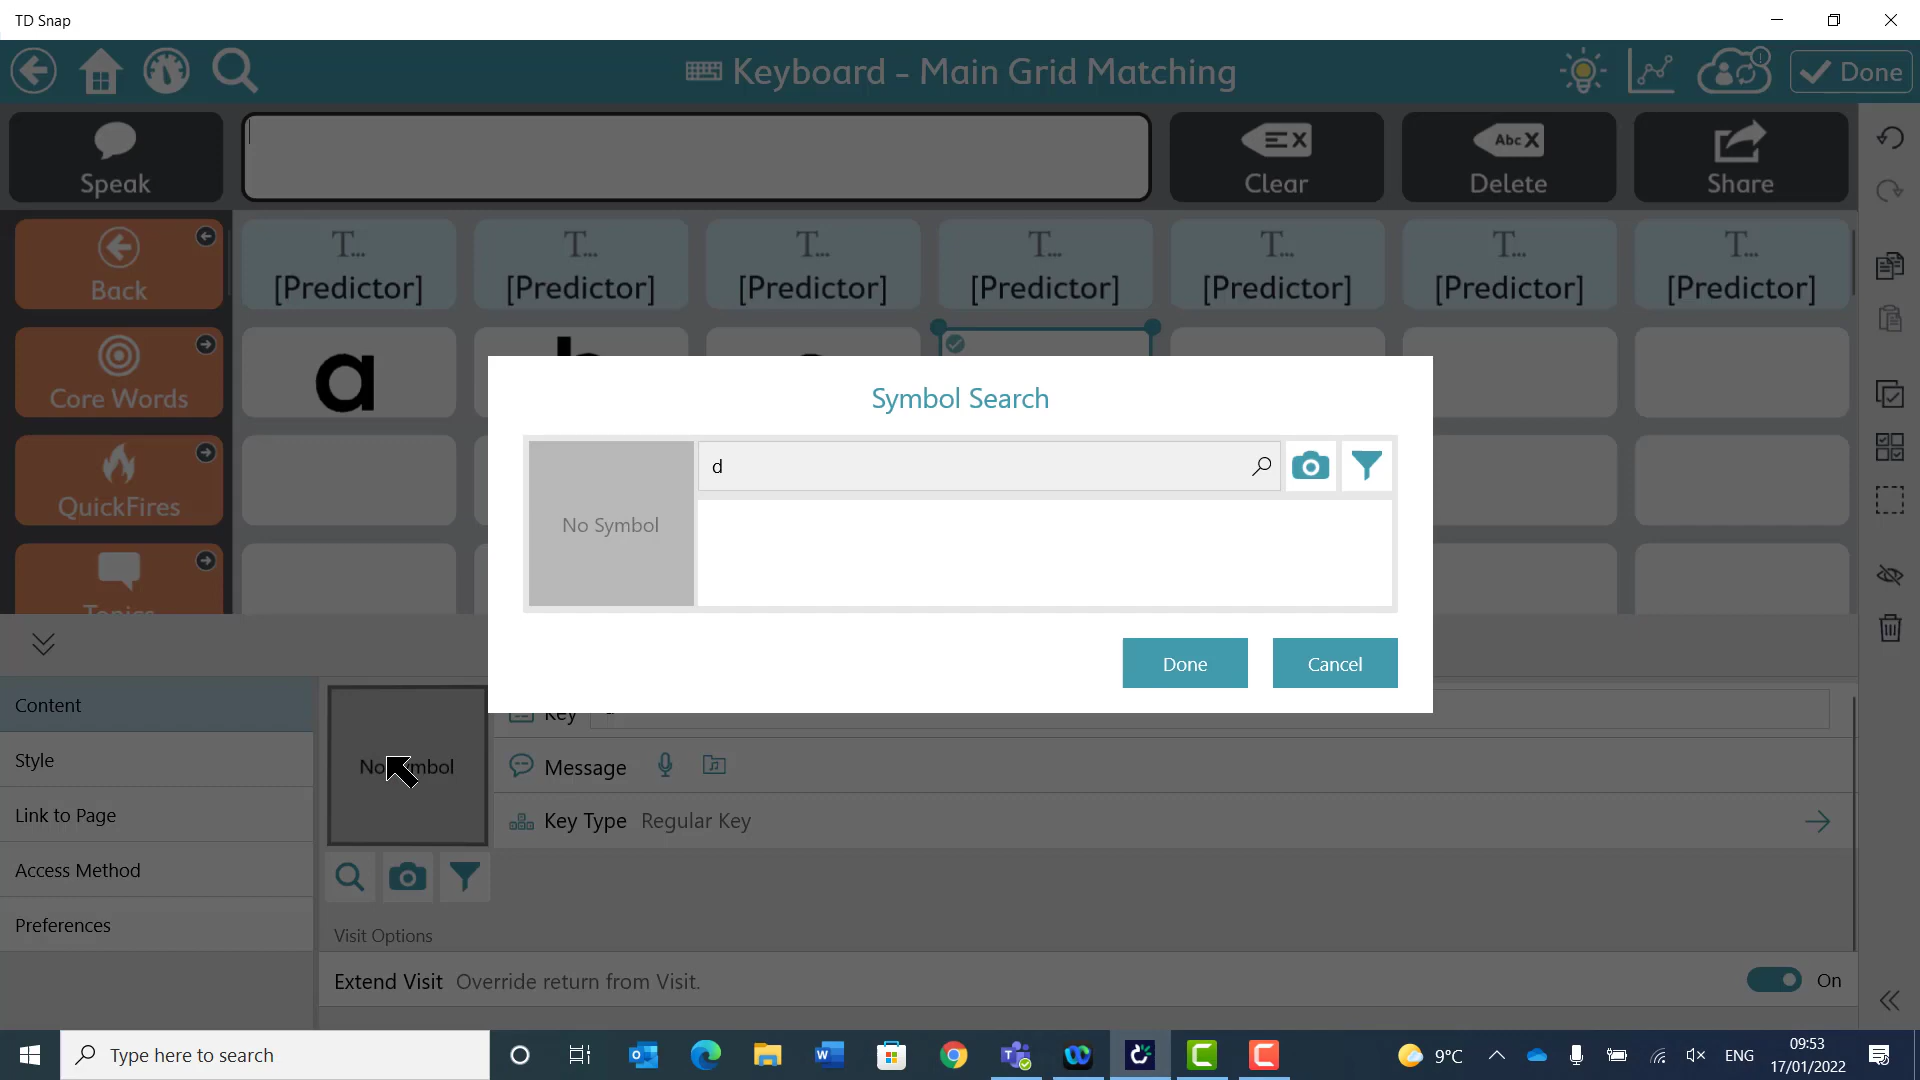 TD Snap
Keyboard - Main Grid Matching
Done
Speak
Abc X
Clear
Delete
Share
Back
T...
[Predictor]
T...
[Predictor]
T...
[Predictor]
T...
[Predictor]
T...
[Predictor]
T...
[Predictor]
T...
[Predictor]
Core Words
a
QuickFires
Topics
Symbol Search
d
No Symbol
Done
Cancel
Content
Style
Link to Page
Access Method
Preferences
No Symbol
Key
Message
Key Type Regular Key
Visit Options
Extend Visit Override return from Visit.
On
Type here to search
9°C
ENG
09:53
17/01/2022